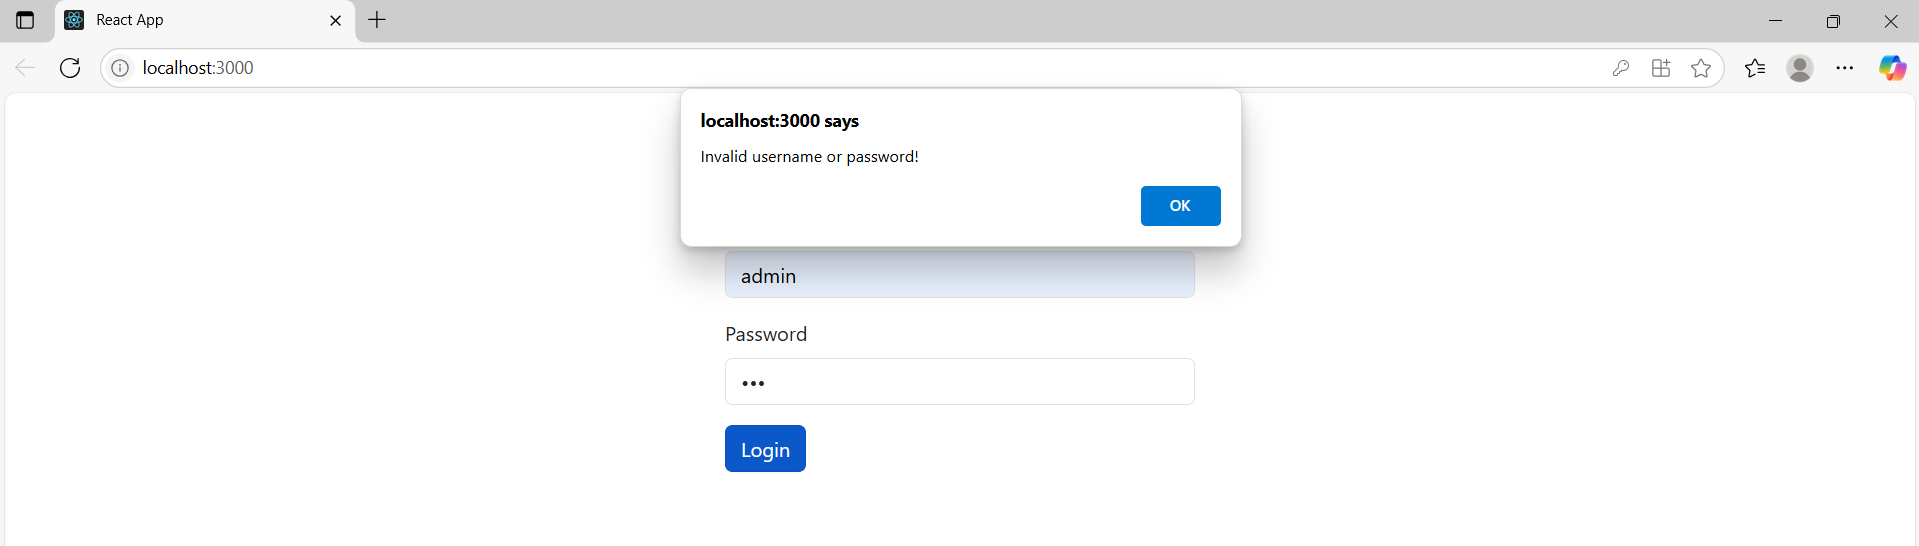 React App
localhost:3000
localhost:3000 says
Invalid username or password!
OK
admin
Password
•••
Login